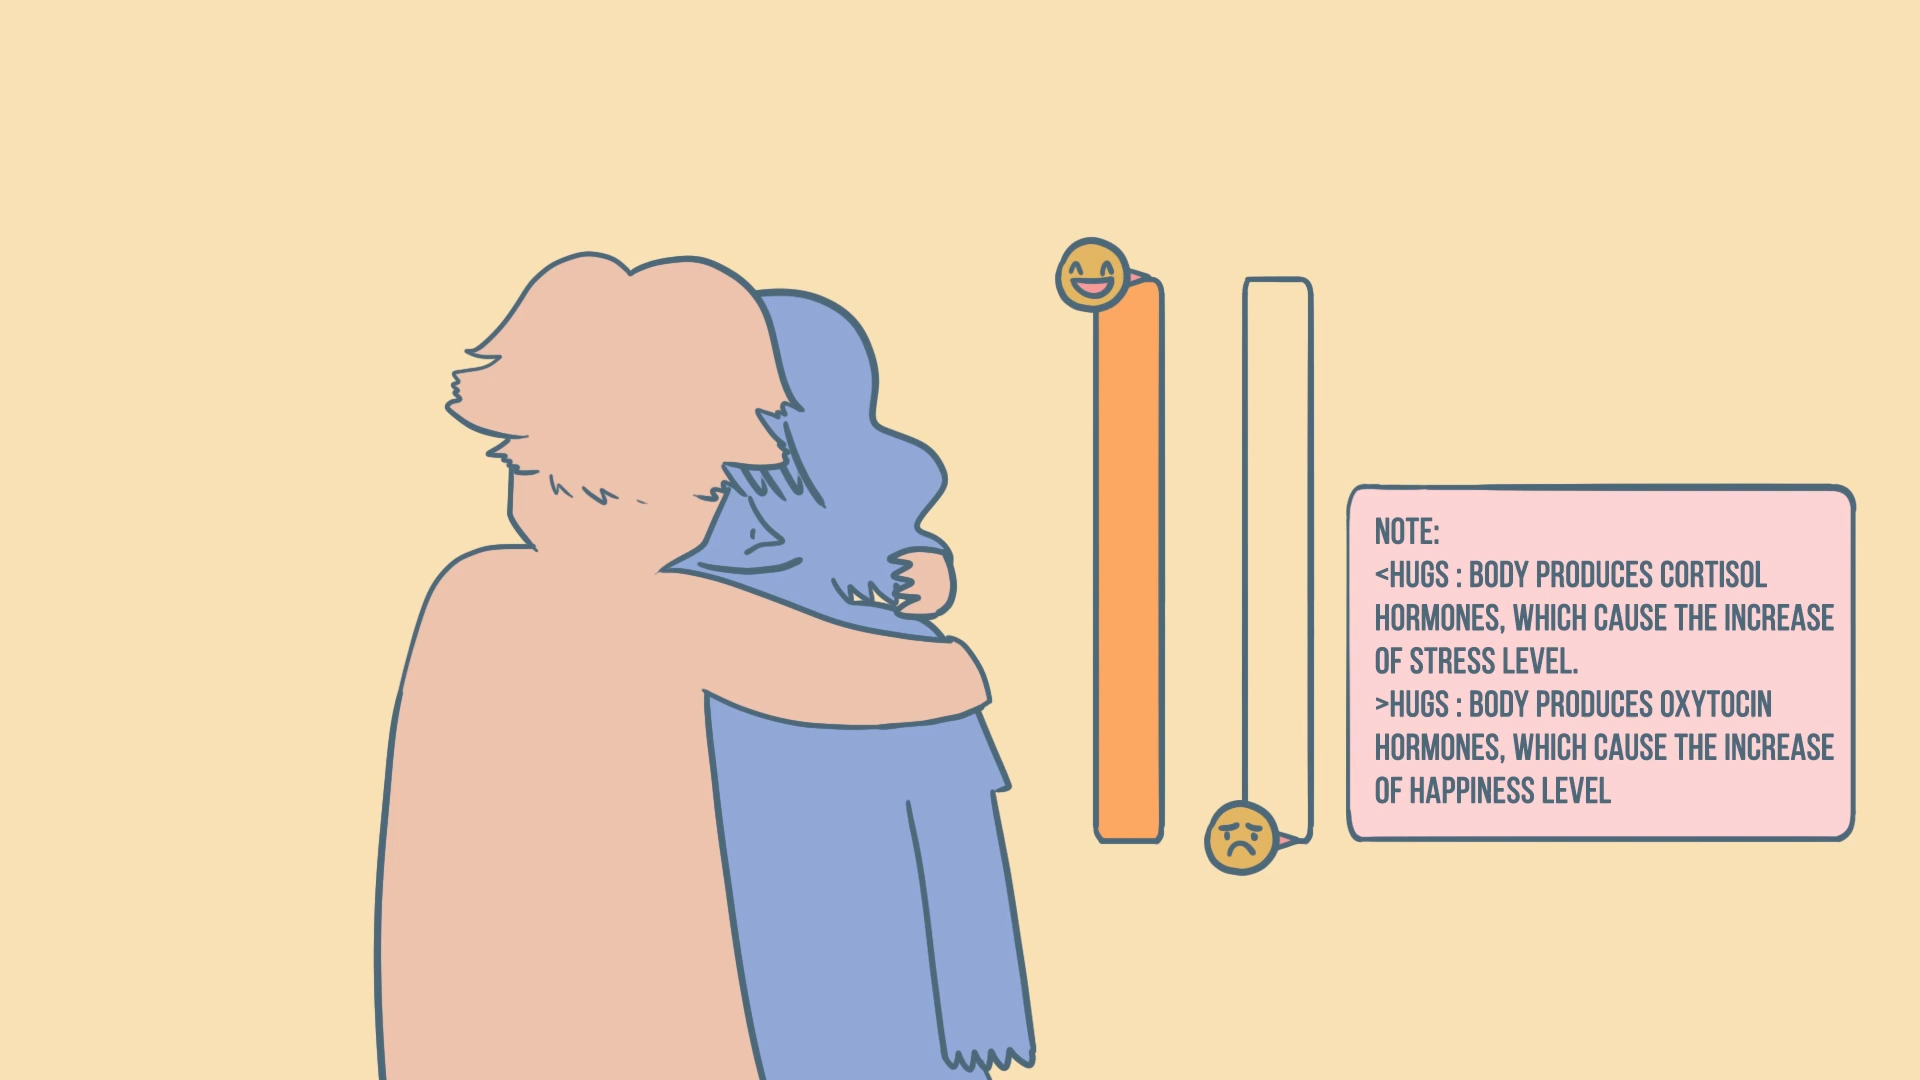 NOTE:
<HUGS : BODY PRODUCES CORTISOL
HORMONES, WHICH CAUSE THE INCREASE
OF STRESS LEVEL.
>HUGS : BODY PRODUCES OXYTOCIN
HORMONES, WHICH CAUSE THE INCREASE
OF HAPPINESS LEVEL